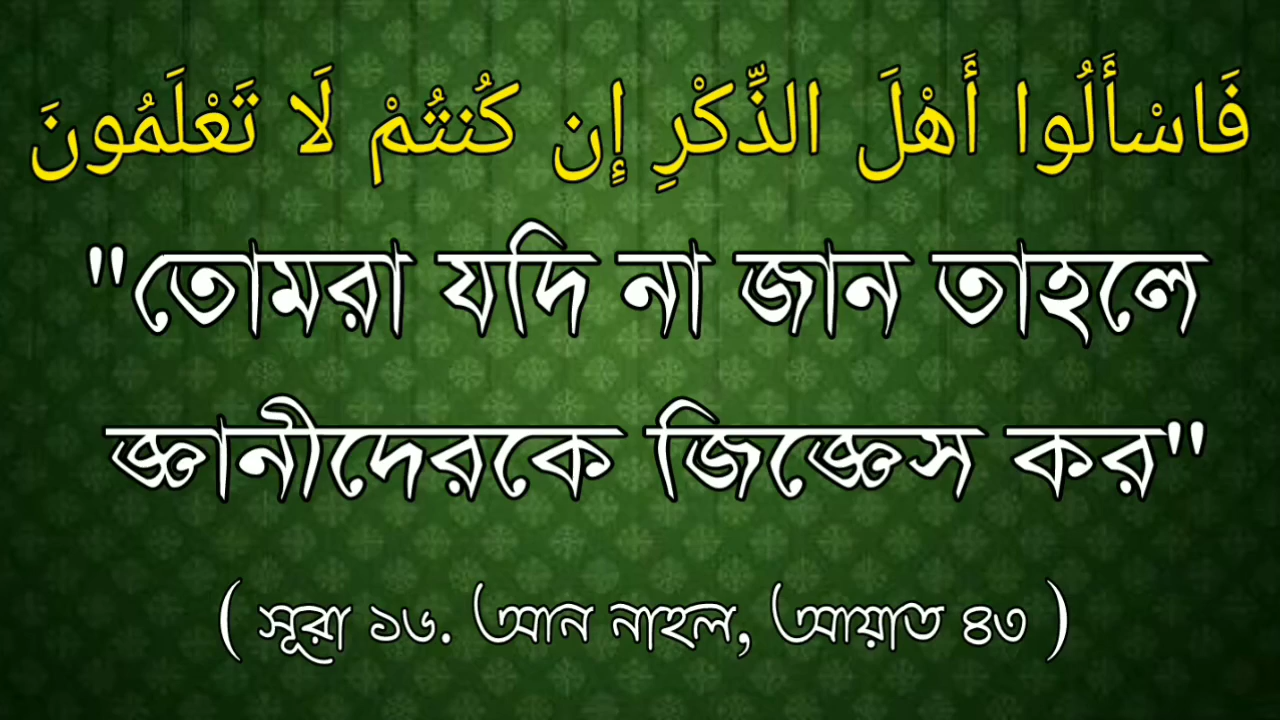 فَاسْأَلُوا أَهْلَ الذِّكْرِ إِن كُنتُمْ لَا تَعْلَمُونَ
"তোমরা যদি না জান তাহলে
জ্ঞানীদেরকে জিজ্ঞেস কর"
( সূরা ১৬. আন নাহল, আয়াত ৪৩ )